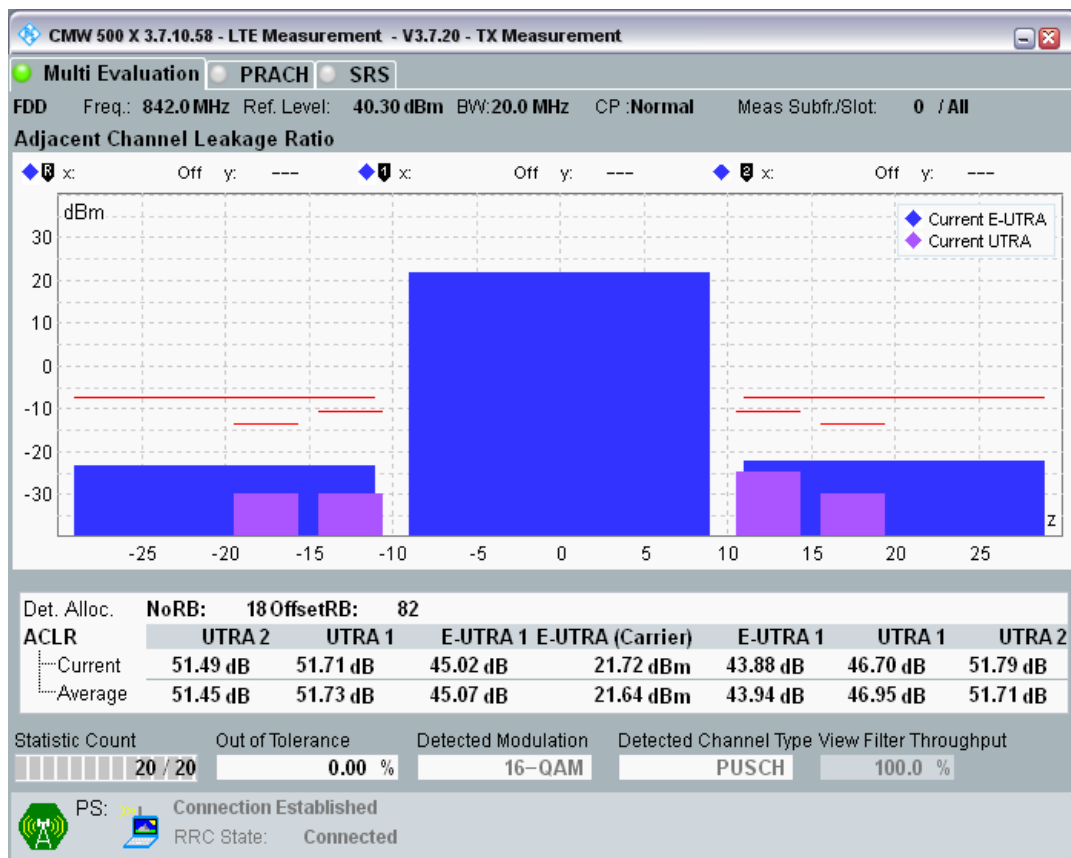 CMW 500 X 3.7.10.58 - LTE Measurement - V3.7.20 - TX Measurement
Multi Evaluation PRACH SRS
FDD Freq.: 842.0 MHz Ref. Level: 40.30 dBm BW:20.0 MHz CP :Normal Meas Subfr./Slot: 0 / All
Adjacent Channel Leakage Ratio
R x: Off y: --- 1 x: Off y: --- 2 x: Off y: ---
dBm
Current E-UTRA
Current UTRA
30
20
10
0
-10
-20
-30
z
-25 -20 -15 -10 -5 0 5 10 15 20 25
Det. Alloc. NoRB: 18 OffsetRB: 82
ACLR UTRA 2 UTRA 1 E-UTRA 1 E-UTRA (Carrier) E-UTRA 1 UTRA 1 UTRA 2
Current 51.49 dB 51.71 dB 45.02 dB 21.72 dBm 43.88 dB 46.70 dB 51.79 dB
Average 51.45 dB 51.73 dB 45.07 dB 21.64 dBm 43.94 dB 46.95 dB 51.71 dB
Statistic Count Out of Tolerance Detected Modulation Detected Channel Type View Filter Throughput
20 / 20 0.00 % 16-QAM PUSCH 100.0 %
PS: Connection Established
RRC State: Connected